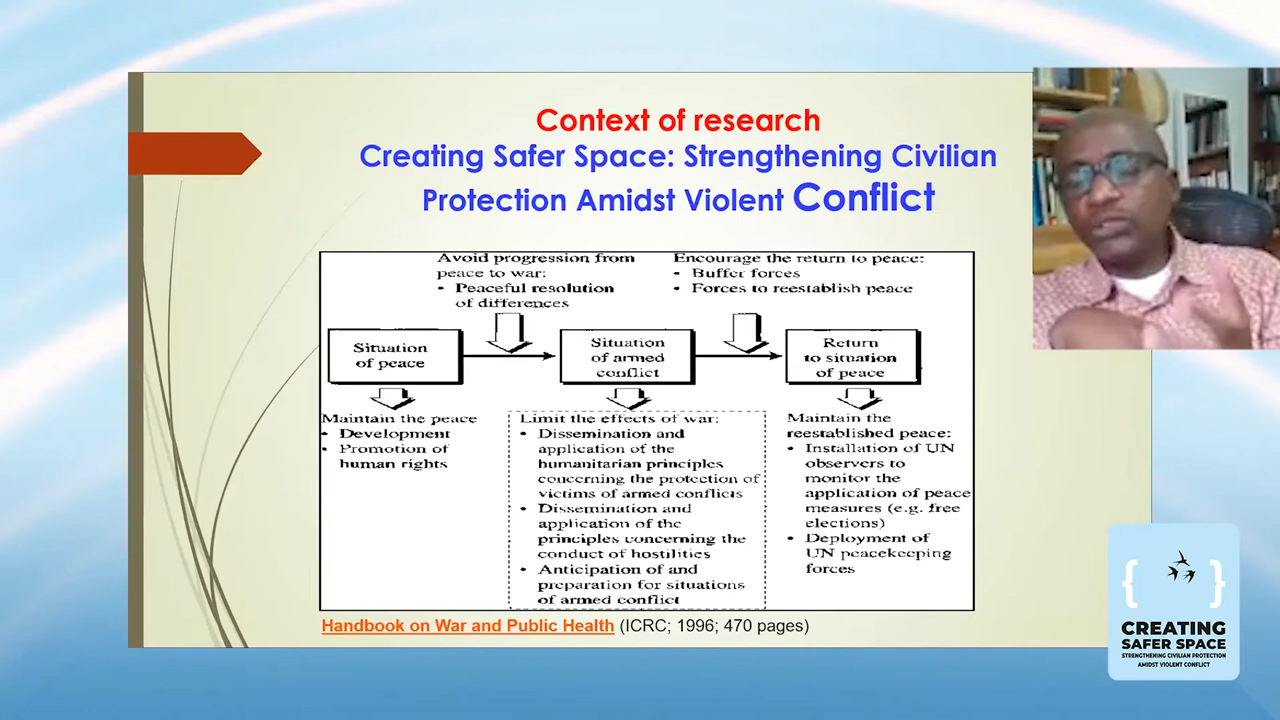 Context of research
Creating Safer Space: Strengthening Civilian
Protection Amidst Violent Conflict
Avoid progression from
peace to war:
• Peaceful resolution
of differences
Encourage the return to peace:
• Buffer forces
• Forces to reestablish peace
Situation
of peace
Situation
of armed
conflict
Return
to situation
of peace
Maintain the peace
• Development
• Promotion of
human rights
Limit the effects of war:
• Dissemination and
application of the
humanitarian principles
concerning the protection of
victims of armed conflicts
• Dissemination and
application of the
principles concerning the
conduct of hostilities
• Anticipation of and
preparation for situations
of armed conflict
Maintain the
reestablished peace:
• Installation of UN
observers to
monitor the
application of peace
measures (e.g. free
elections)
• Deployment of
UN peacekeeping
forces
Handbook on War and Public Health (ICRC; 1996; 470 pages)
CREATING
SAFER SPACE
STRENGTHENING CIVILIAN PROTECTION
AMIDST VIOLENT CONFLICT